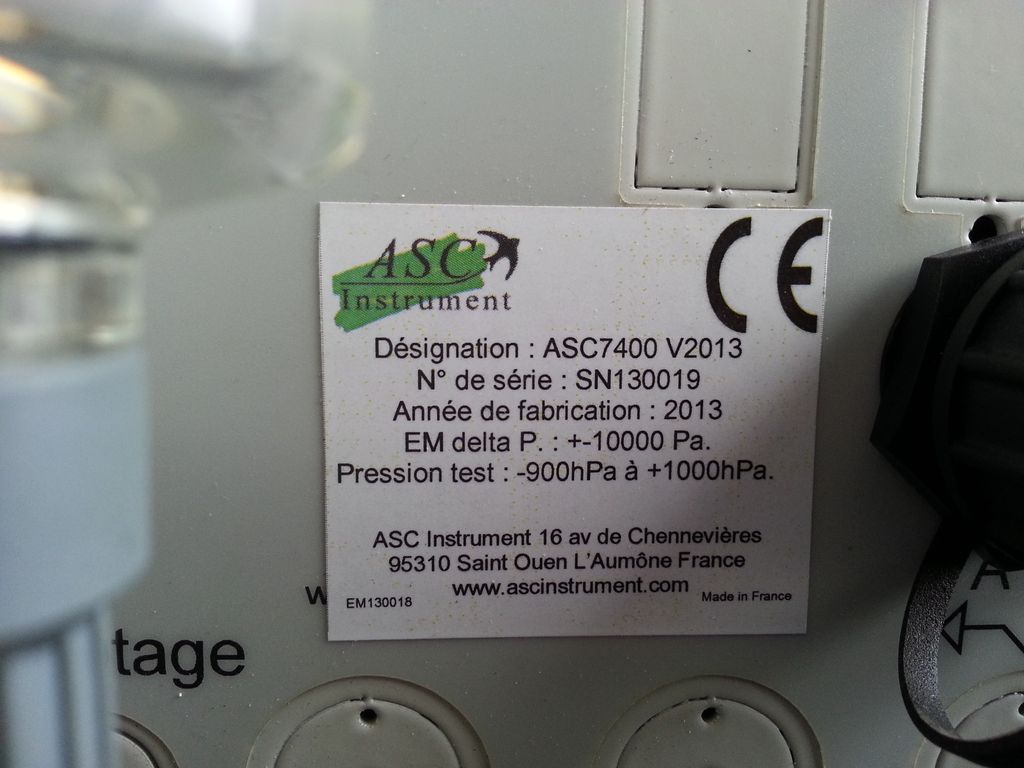 ASC
Instrument
CE
Désignation : ASC7400 V2013
N° de série : SN130019
Année de fabrication : 2013
EM delta P. : +-10000 Pa.
Pression test : -900hPa à +1000hPa.
ASC Instrument 16 av de Chennevières
95310 Saint Ouen L'Aumône France
www.ascinstrument.com
EM130018
Made in France
w
tage
A